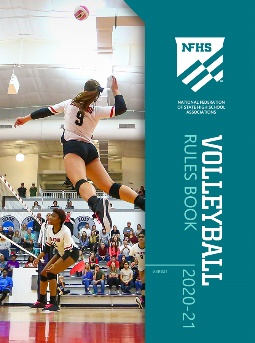 NFHS
NATIONAL FEDERATION
OF STATE HIGH SCHOOL
ASSOCIATIONS
VOLLEYBALL
RULES BOOK
2020-21
9